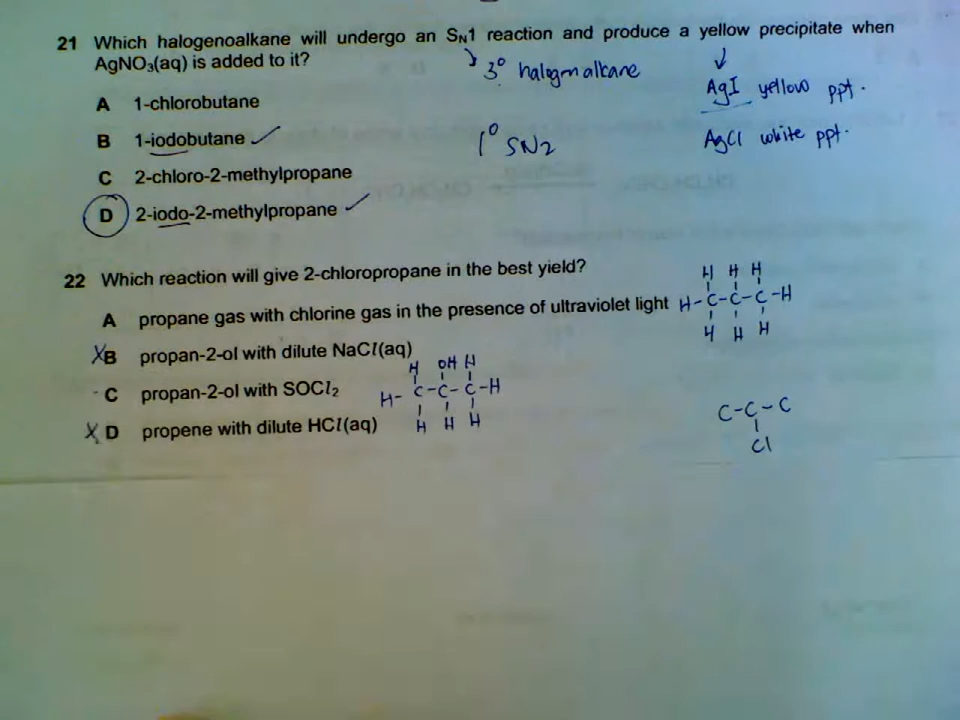 21 Which halogenoalkane will undergo an SN1 reaction and produce a yellow precipitate when
AgNO3(aq) is added to it?
3° halogenoalkane
AgI yellow ppt.
A 1-chlorobutane
B 1-iodobutane ✓
1° SN2
AgCl white ppt.
C 2-chloro-2-methylpropane
D 2-iodo-2-methylpropane ✓
22 Which reaction will give 2-chloropropane in the best yield?
A propane gas with chlorine gas in the presence of ultraviolet light
H H H
H-C-C-C-H
H H H
X B propan-2-ol with dilute NaCl(aq)
- C propan-2-ol with SOCl2
H OH H
H-C-C-C-H
H H H
X D propene with dilute HCl(aq)
C-C-C
Cl